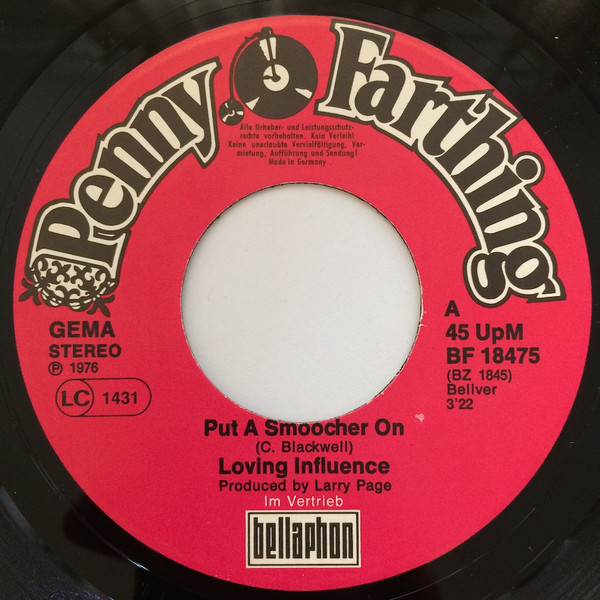 Penny Farthing
Alle Urheber- und Leistungsschutz-
rechte vorbehalten. Kein Verleih!
Keine unerlaubte Vervielfältigung, Ver-
mietung, Aufführung und Sendung!
Made in Germany
GEMA
STEREO
℗ 1976
LC 1431
A
45 UpM
BF 18475
(BZ 1845)
Bellver
3'22
Put A Smoocher On
(C. Blackwell)
Loving Influence
Produced by Larry Page
Im Vertrieb
bellaphon